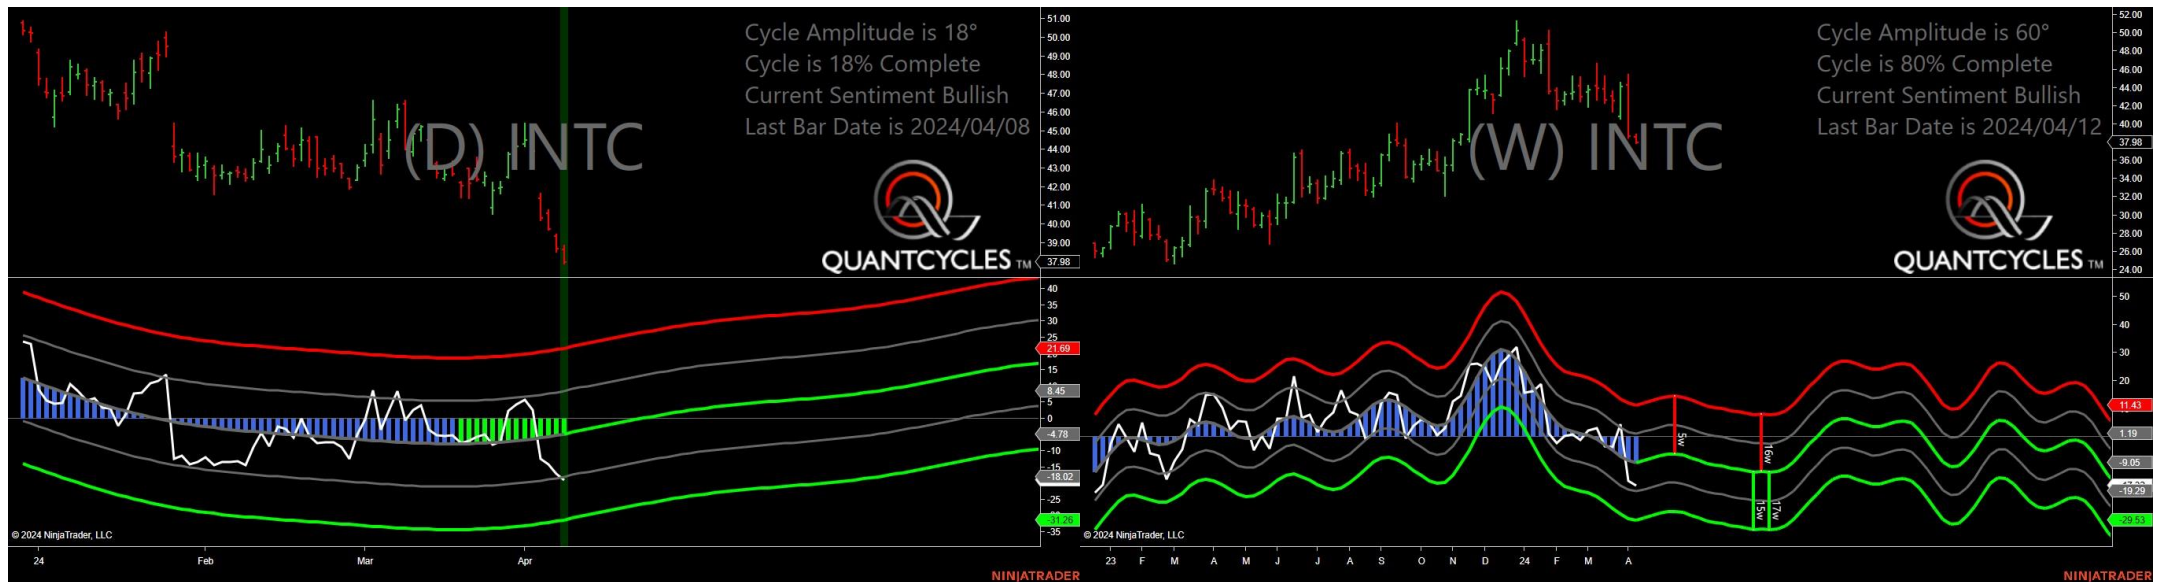 Cycle Amplitude is 18°
Cycle is 18% Complete
Current Sentiment Bullish
Last Bar Date is 2024/04/08
(D) INTC
QUANTCYCLES TM
51.00
50.00
49.00
48.00
47.00
46.00
45.00
44.00
43.00
42.00
41.00
40.00
39.00
37.98
40
35
30
25
21.69
15
8.45
5
0
-4.78
-10
-15
-18.02
-25
-31.26
-35
© 2024 NinjaTrader, LLC
24 Feb Mar Apr
NINJATRADER
Cycle Amplitude is 60°
Cycle is 80% Complete
Current Sentiment Bullish
Last Bar Date is 2024/04/12
(W) INTC
QUANTCYCLES TM
52.00
50.00
48.00
46.00
44.00
42.00
40.00
37.98
36.00
34.00
32.00
30.00
28.00
26.00
24.00
50
40
30
20
11.43
1.19
-9.05
-19.29
-29.53
5w
16w
15w
17w
© 2024 NinjaTrader, LLC
23 F M A M J J A S O N D 24 F M A
NINJATRADER